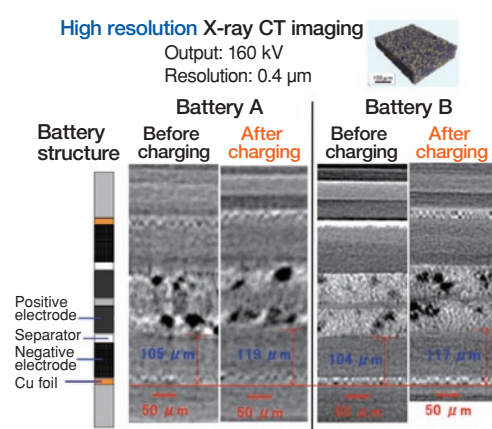 High resolution X-ray CT imaging
Output: 160 kV
Resolution: 0.4 μm
100μm
Battery A
Battery B
Battery
structure
Before
charging
After
charging
Before
charging
After
charging
Positive
electrode
Separator
Negative
electrode
Cu foil
105 μm
119 μm
104 μm
117 μm
50 μm
50 μm
50 μm
50 μm